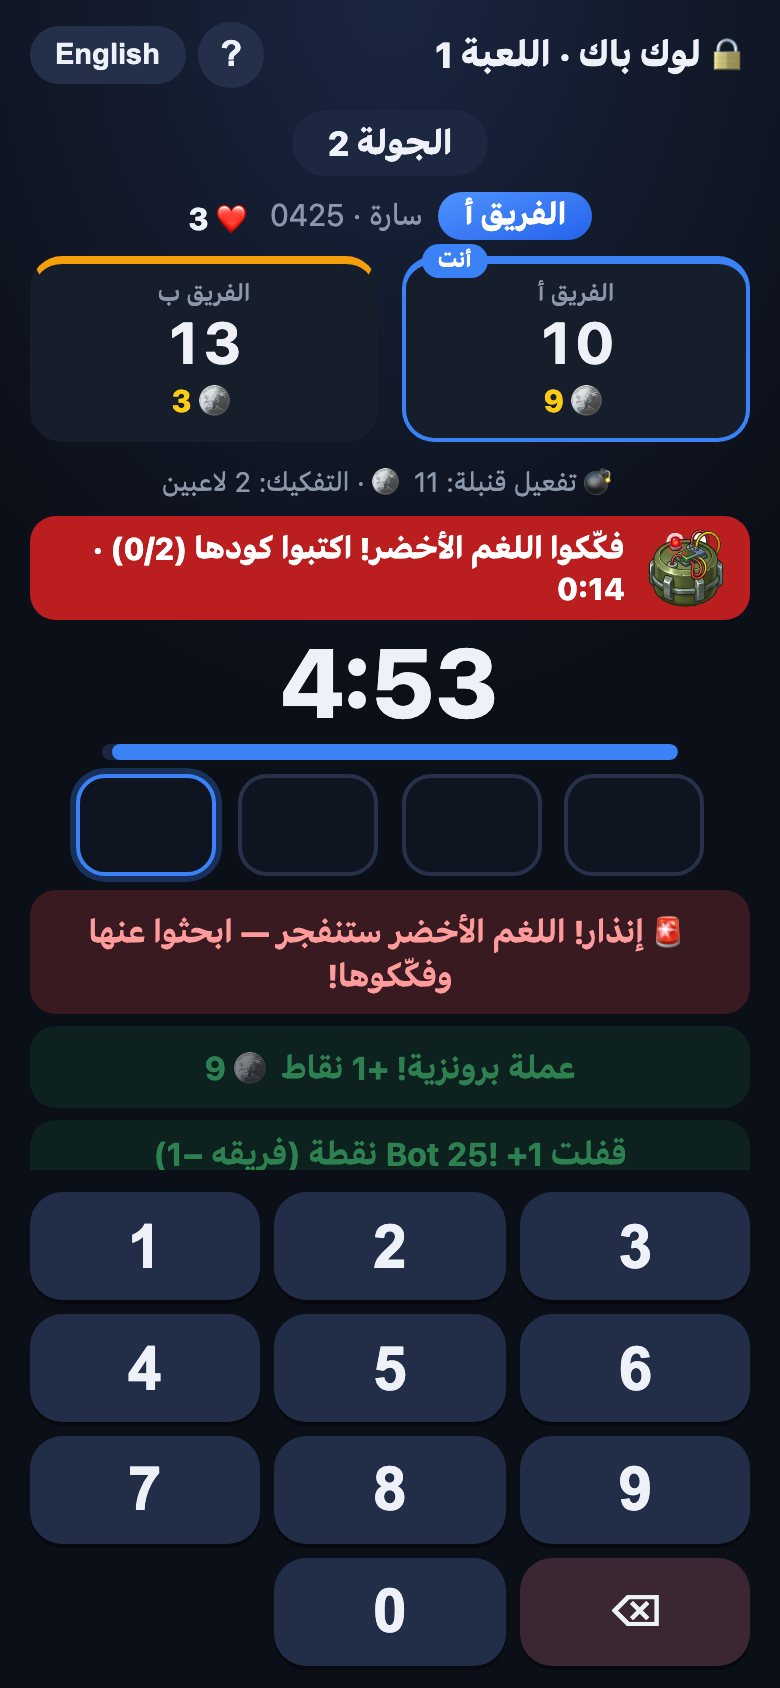 🔒 لوك باك · اللعبة 1
?
English
الجولة 2
الفريق أ
سارة · 0425
❤️ 3
أنت
الفريق أ
10
9
الفريق ب
13
3
💣 تفعيل قنبلة: 11 · التفكيك: 2 لاعبين
فكّكوا اللغم الأخضر! اكتبوا كودها (0/2) ·
0:14
4:53
🚨 إنذار! اللغم الأخضر ستنفجر — ابحثوا عنها
وفكّكوها!
عملة برونزية! +1 نقاط 9
قفلت Bot 25! +1 نقطة (فريقه −1)
1 2 3
4 5 6
7 8 9
0 ⌫